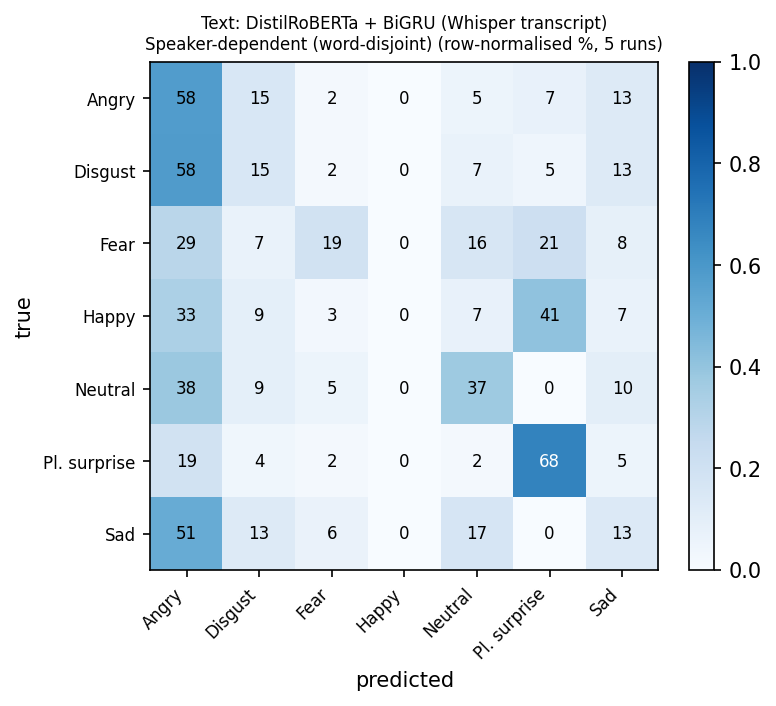 Text: DistilRoBERTa + BiGRU (Whisper transcript)
Speaker-dependent (word-disjoint) (row-normalised %, 5 runs)
true
Angry 58 15 2 0 5 7 13
Disgust 58 15 2 0 7 5 13
Fear 29 7 19 0 16 21 8
Happy 33 9 3 0 7 41 7
Neutral 38 9 5 0 37 0 10
Pl. surprise 19 4 2 0 2 68 5
Sad 51 13 6 0 17 0 13
Angry Disgust Fear Happy Neutral Pl. surprise Sad
predicted
1.0
0.8
0.6
0.4
0.2
0.0